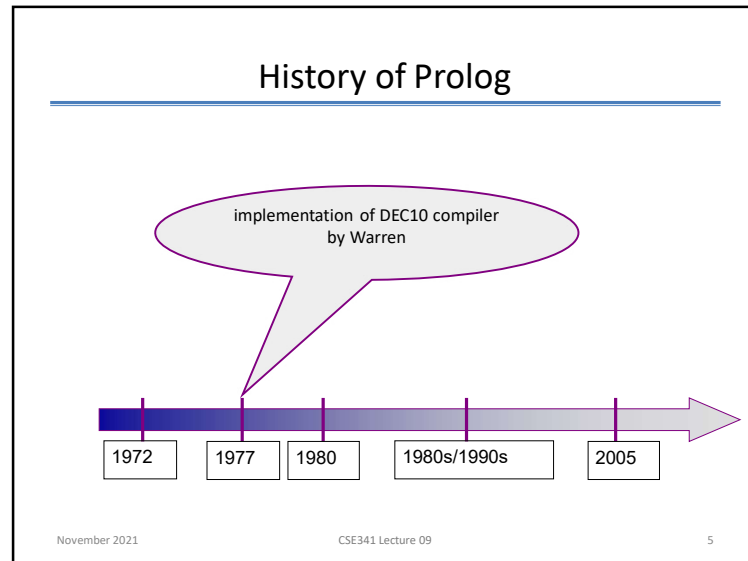 History of Prolog
implementation of DEC10 compiler
by Warren
1972
1977
1980
1980s/1990s
2005
November 2021
CSE341 Lecture 09
5